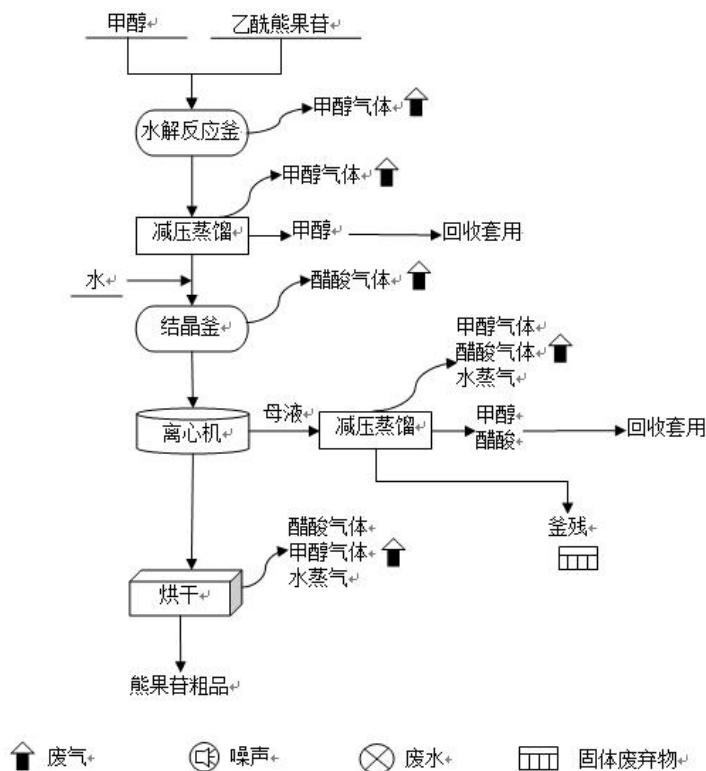 甲醇
乙酰熊果苷
水解反应釜
甲醇气体
甲醇气体
减压蒸馏
甲醇
回收套用
水
醋酸气体
结晶釜
甲醇气体
醋酸气体
水蒸气
离心机
母液
减压蒸馏
甲醇
醋酸
回收套用
釜残
醋酸气体
甲醇气体
水蒸气
烘干
熊果苷粗品
废气
噪声
废水
固体废弃物